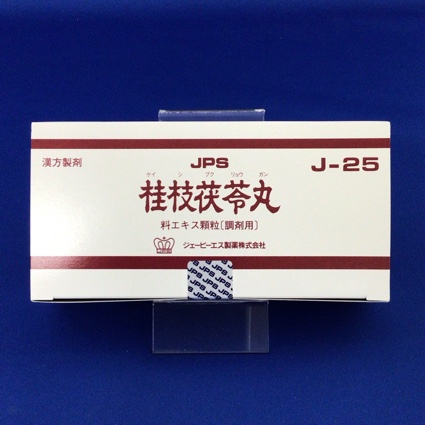 漢方製剤
JPS
J-25
ケイ シ ブク リョウ ガン
桂枝茯苓丸
料エキス顆粒〔調剤用〕
ジェーピーエス製薬株式会社
JPS JPS JPS